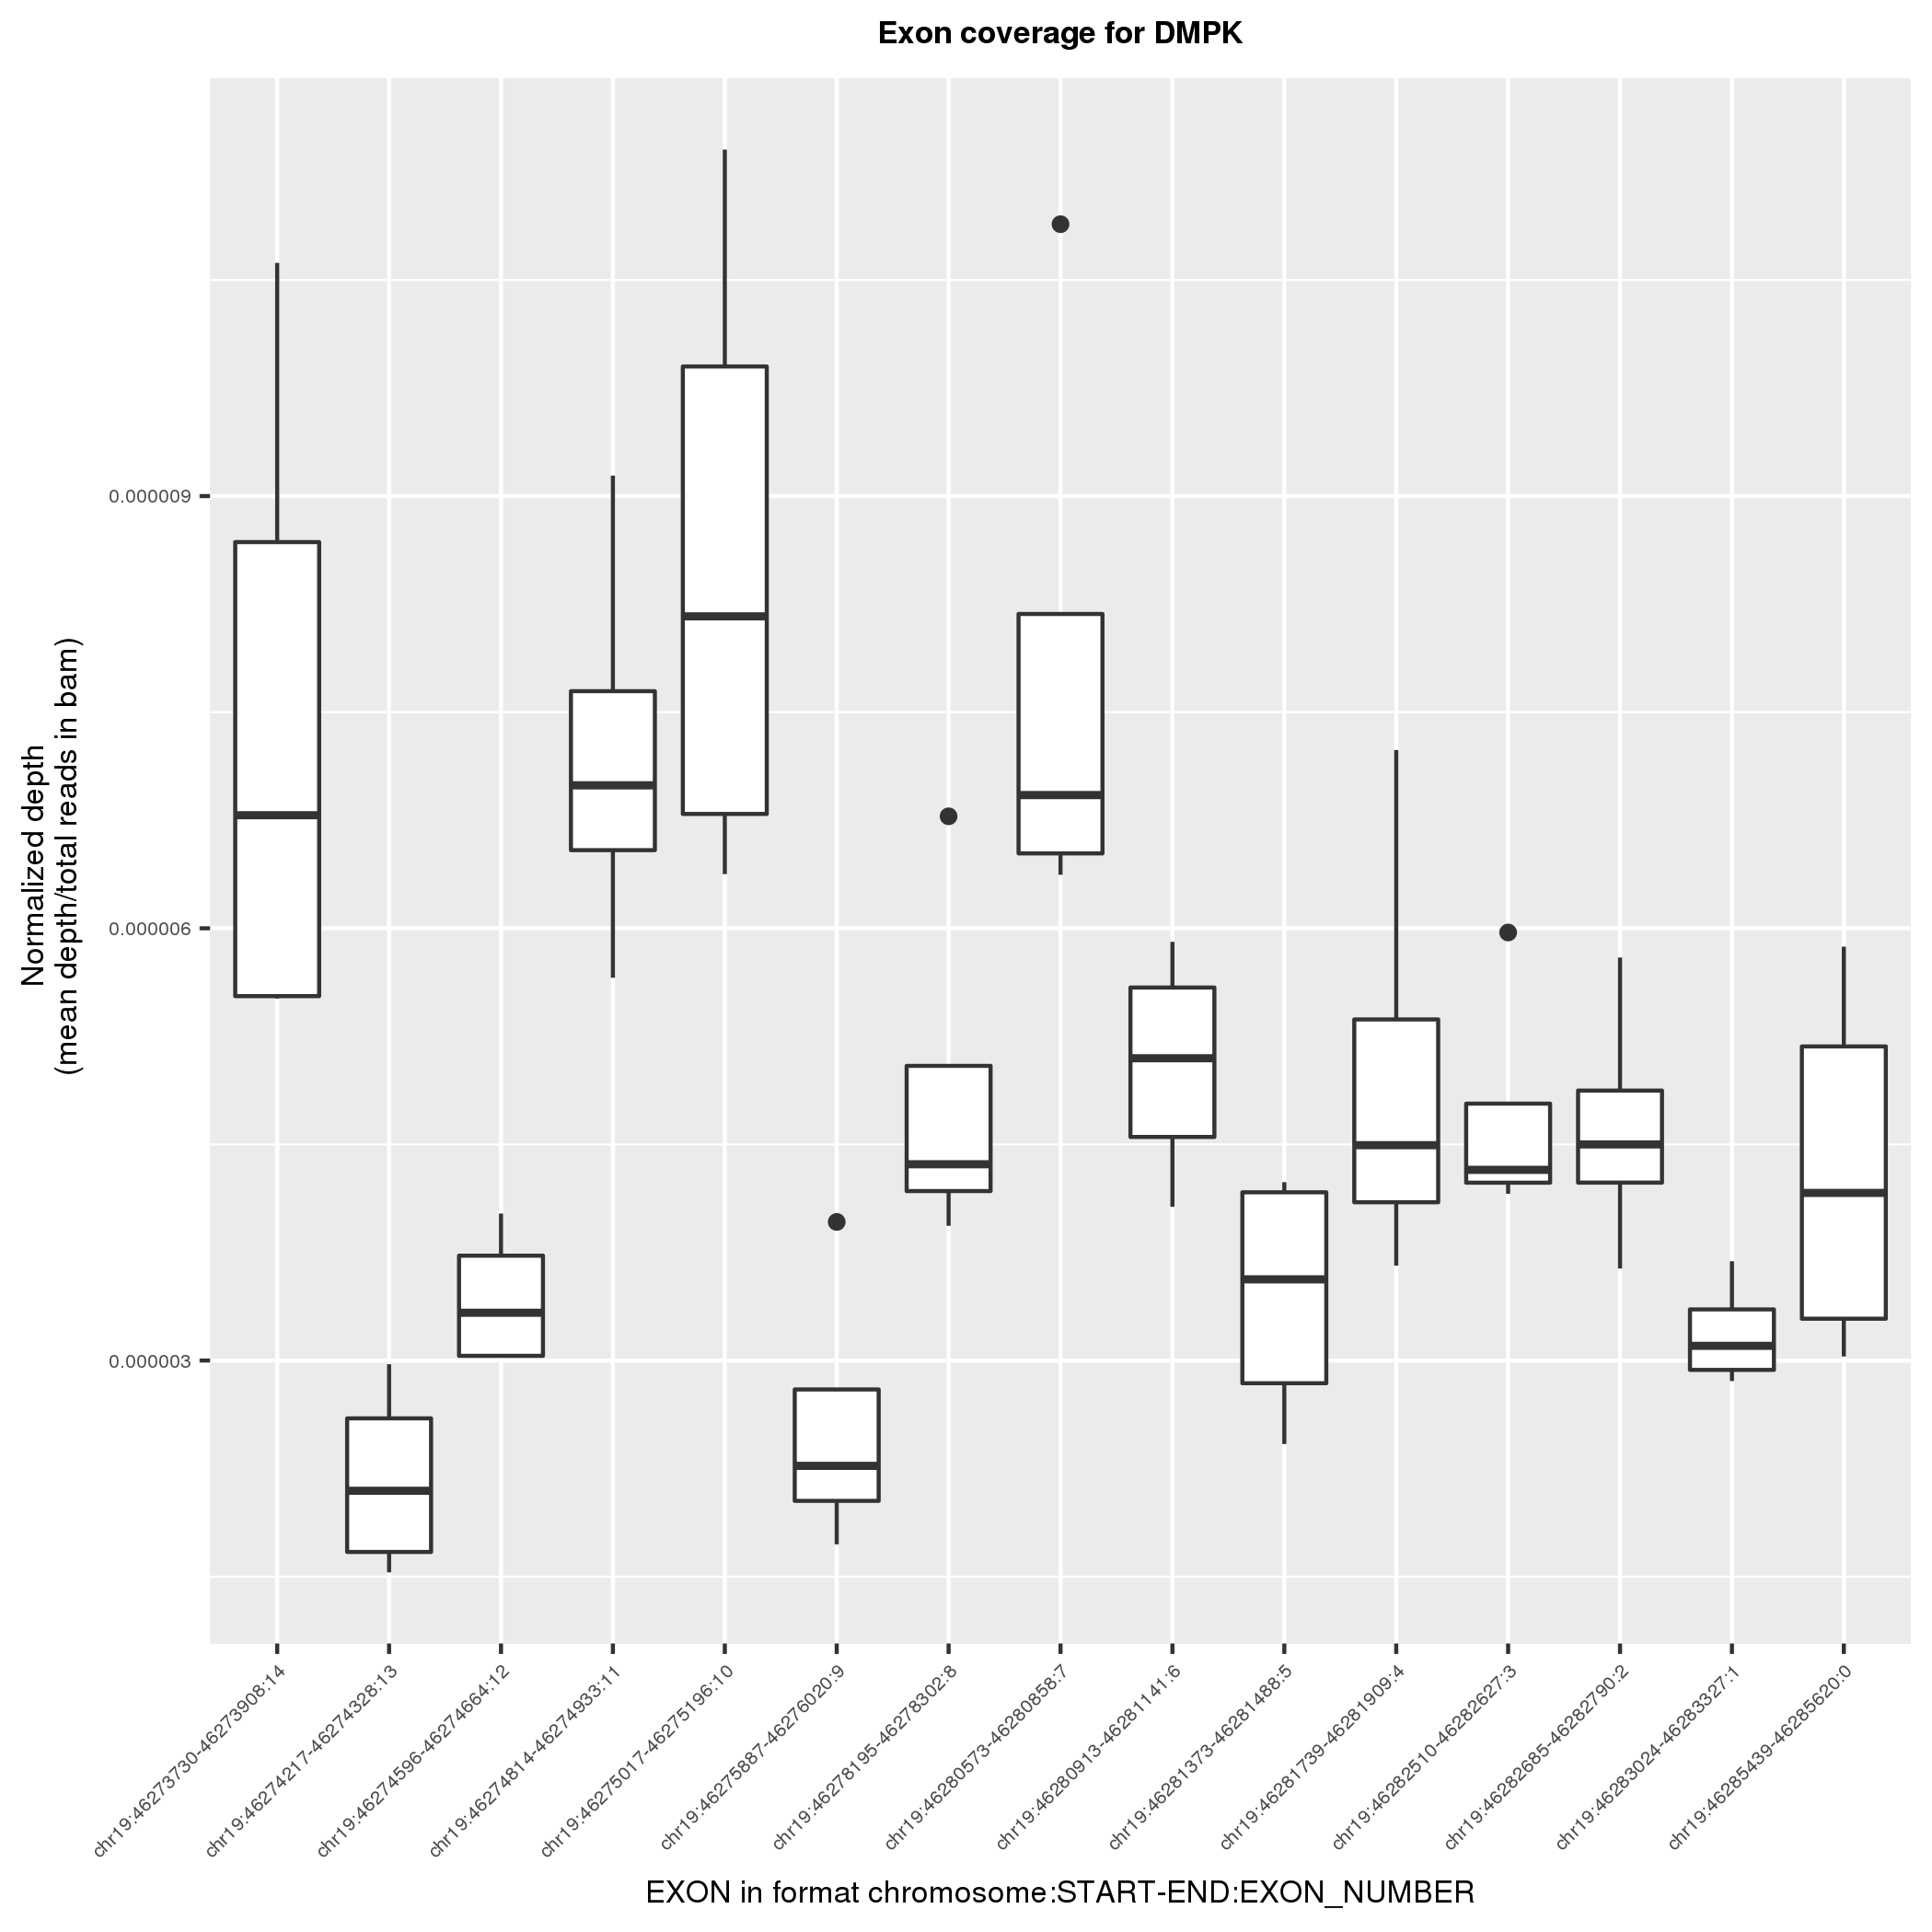 Exon coverage for DMPK
Normalized depth
(mean depth/total reads in bam)
0.000009
0.000006
0.000003
chr19:46273730-46273908:14
chr19:46274217-46274328:13
chr19:46274596-46274664:12
chr19:46274814-46274933:11
chr19:46275017-46275196:10
chr19:46275887-46276020:9
chr19:46278195-46278302:8
chr19:46280573-46280858:7
chr19:46280913-46281141:6
chr19:46281373-46281488:5
chr19:46281739-46281909:4
chr19:46282510-46282627:3
chr19:46282685-46282790:2
chr19:46283024-46283327:1
chr19:46285439-46285620:0
EXON in format chromosome:START-END:EXON_NUMBER